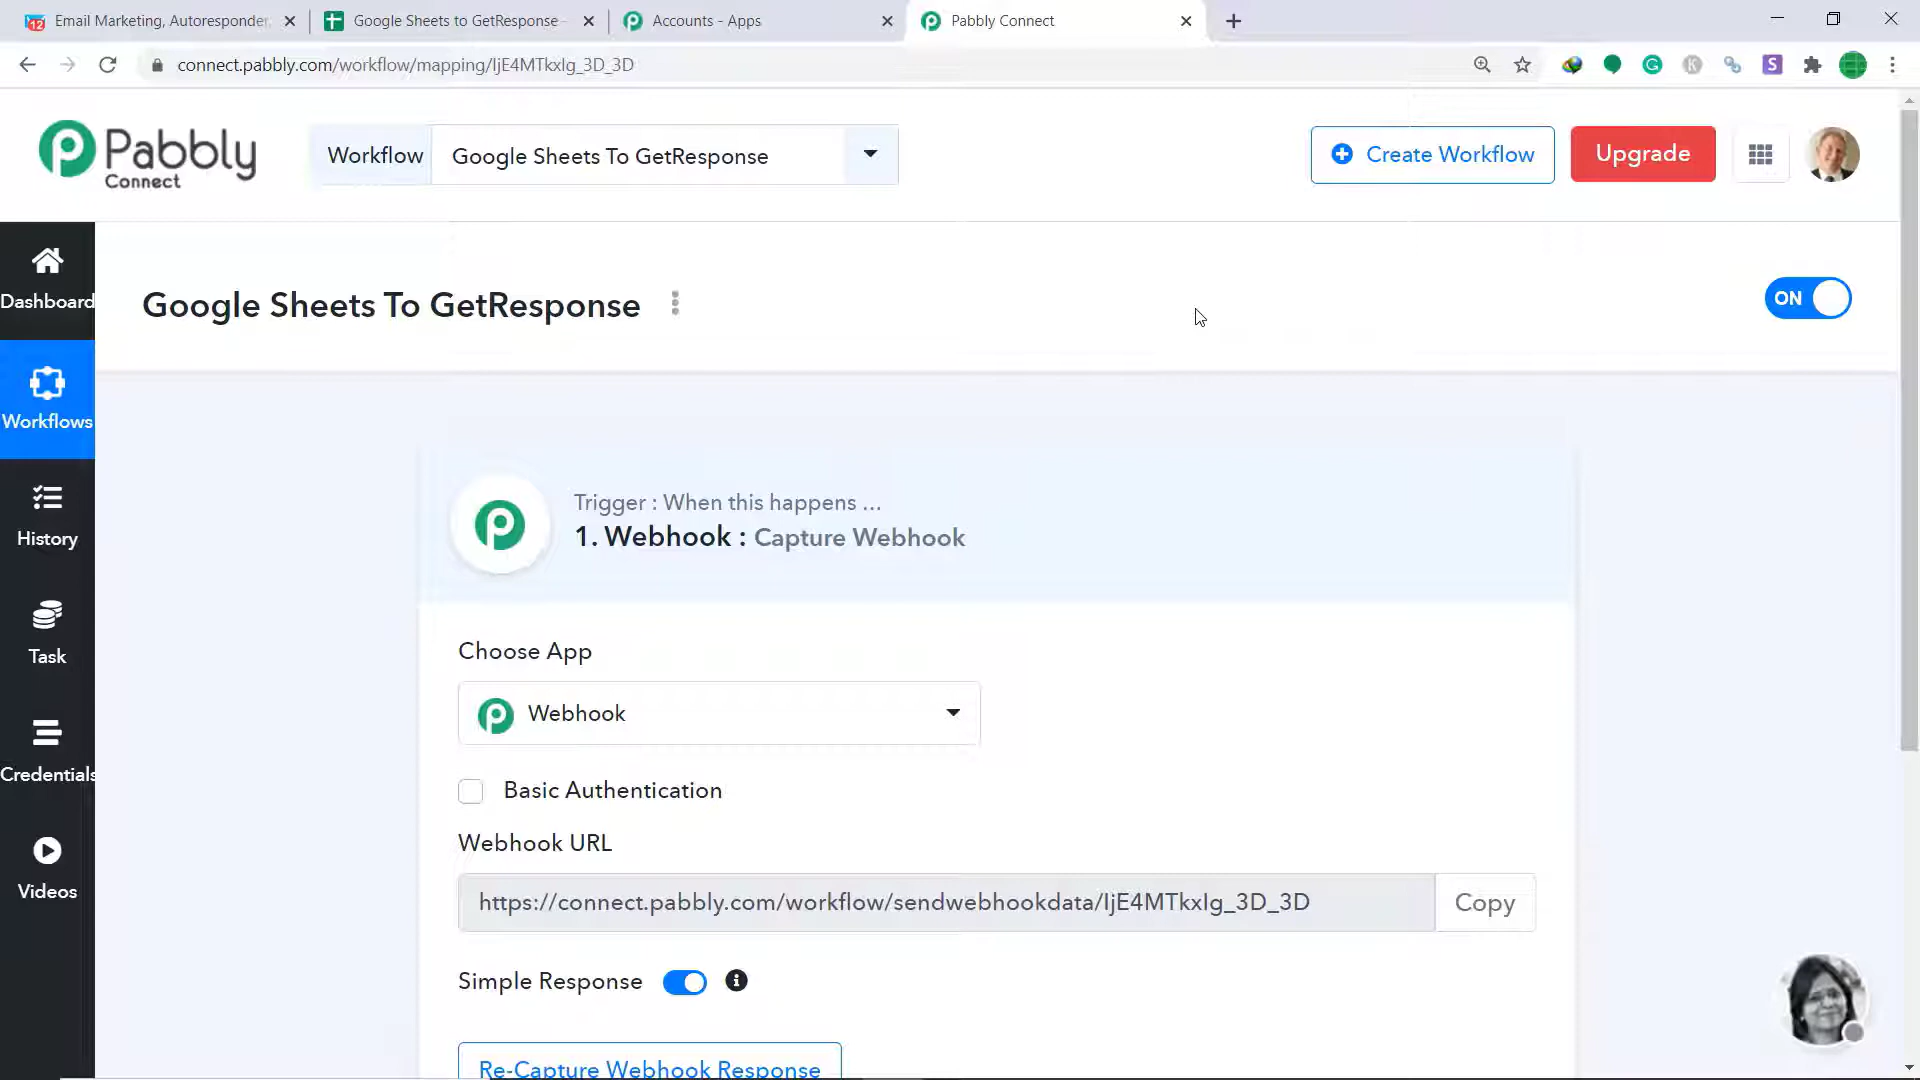 Email Marketing, Autoresponder,
Google Sheets to GetResponse -
Accounts - Apps
Pabbly Connect
connect.pabbly.com/workflow/mapping/IjE4MTkxIg_3D_3D
Pabbly
Connect
Workflow
Google Sheets To GetResponse
Create Workflow
Upgrade
Dashboard
Workflows
History
Task
Credentials
Videos
Google Sheets To GetResponse
ON
Trigger : When this happens ...
1. Webhook : Capture Webhook
Choose App
Webhook
Basic Authentication
Webhook URL
https://connect.pabbly.com/workflow/sendwebhookdata/IjE4MTkxIg_3D_3D
Copy
Simple Response
Re-Capture Webhook Response